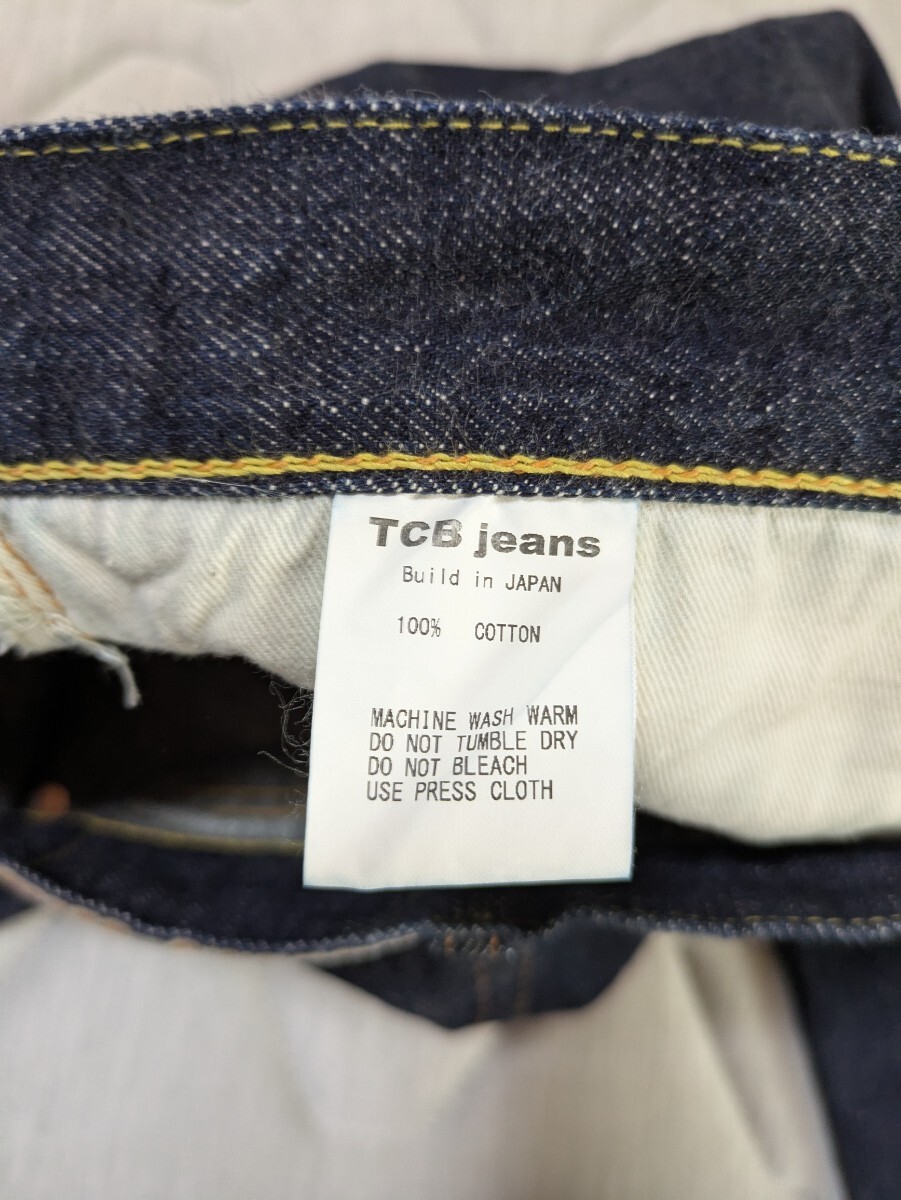 TCB jeans
Build in JAPAN
100% COTTON
MACHINE WASH WARM
DO NOT TUMBLE DRY
DO NOT BLEACH
USE PRESS CLOTH